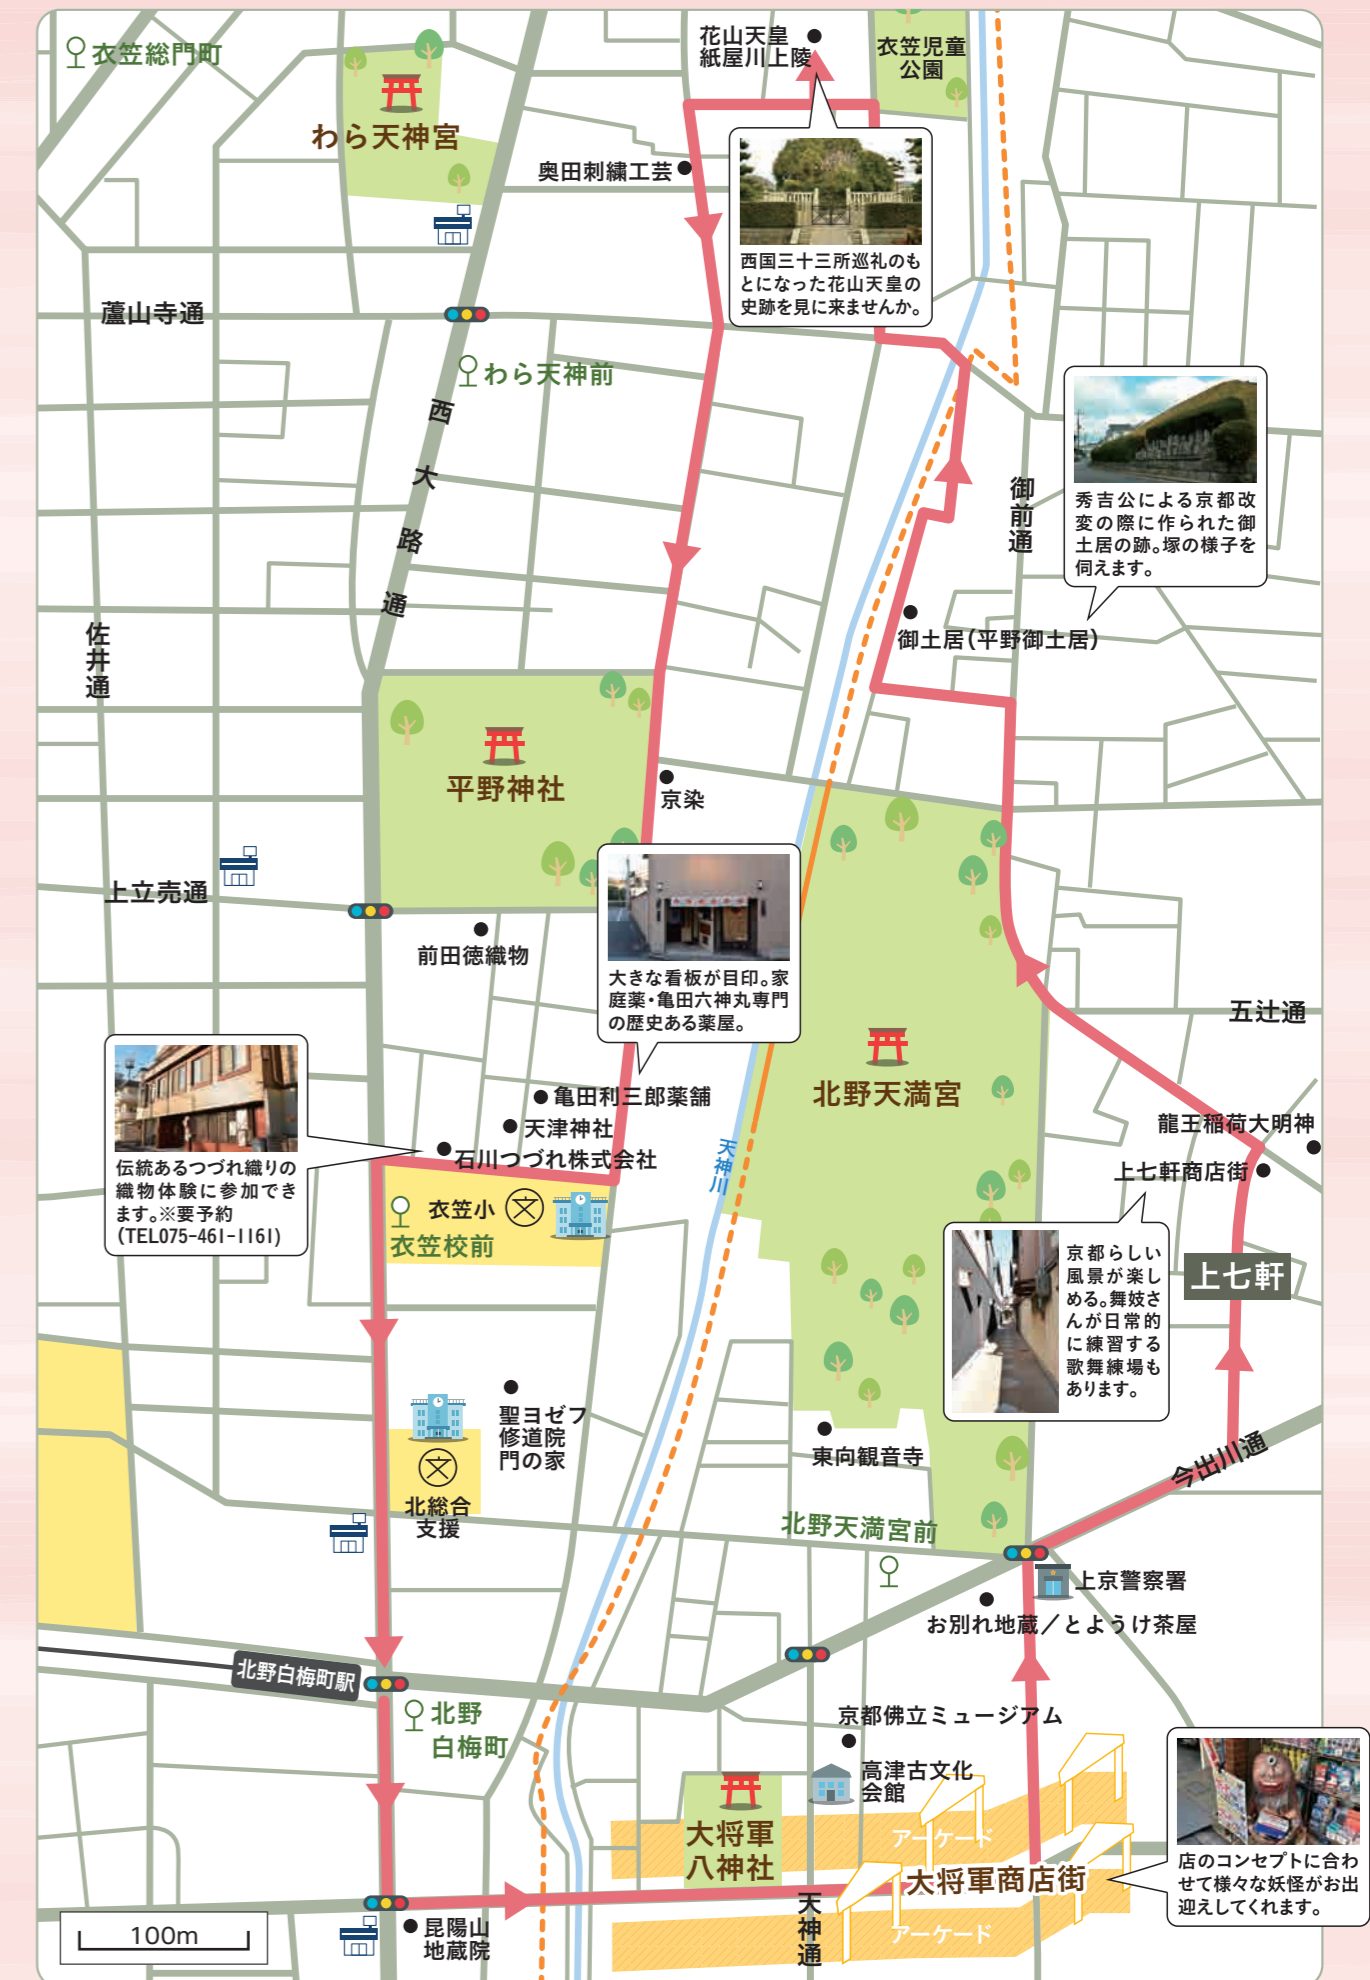 衣笠総門町
花山天皇
紙屋川上陵
衣笠児童
公園
わら天神宮
奥田刺繍工芸
西国三十三所巡礼のも
とになった花山天皇の
史跡を見に来ませんか。
蘆山寺通
わら天神前
西大路通
御前通
秀吉公による京都改
変の際に作られた御
土居の跡。塚の様子を
伺えます。
佐井通
御土居(平野御土居)
平野神社
京染
上立売通
前田徳織物
大きな看板が目印。家
庭薬・亀田六神丸専門
の歴史ある薬屋。
五辻通
北野天満宮
亀田利三郎薬舗
天津神社
石川つづれ株式会社
天神川
龍王稲荷大明神
上七軒商店街
伝統あるつづれ織りの
織物体験に参加でき
ます。※要予約
(TEL075-461-1161)
衣笠小
衣笠校前
京都らしい
風景が楽し
める。舞妓さ
んが日常的
に練習する
歌舞練場も
あります。
上七軒
聖ヨゼフ
修道院
門の家
東向観音寺
今出川通
北総合
支援
北野天満宮前
上京警察署
お別れ地蔵／とようけ茶屋
北野白梅町駅
北野
白梅町
京都佛立ミュージアム
高津古文化
会館
大将軍
八神社
アーケード
大将軍商店街
店のコンセプトに合わ
せて様々な妖怪がお出
迎えしてくれます。
天神通
アーケード
昆陽山
地蔵院
100m